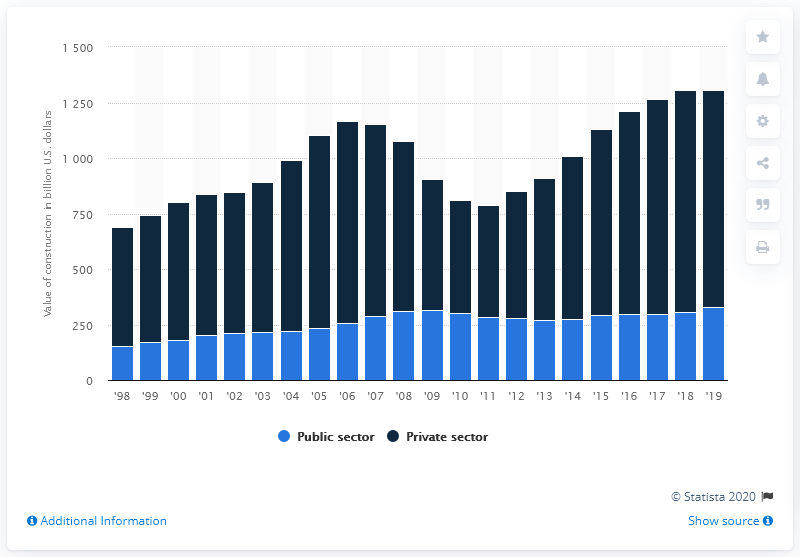 1 500
1 250
1 000
750
500
250
0
Value of construction in billion U.S. dollars
'98 '99 '00 '01 '02 '03 '04 '05 '06 '07 '08 '09 '10 '11 '12 '13 '14 '15 '16 '17 '18 '19
Public sector Private sector
© Statista 2020
Additional Information Show source